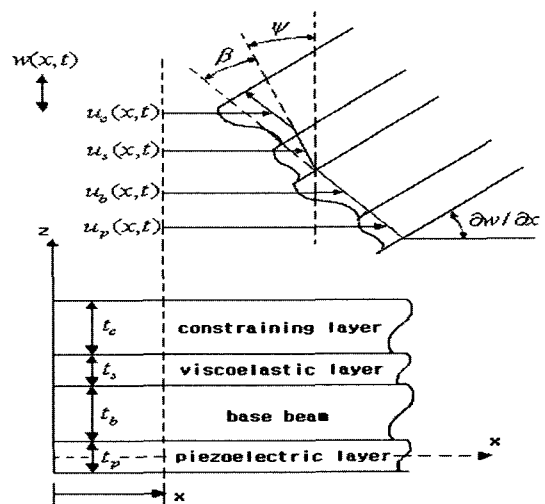 ψ
w(x,t)
β
u_c(x,t)
u_s(x,t)
u_b(x,t)
u_p(x,t)
∂w/∂x
z
t_c constraining layer
t_s viscoelastic layer
t_b base beam
t_p piezoelectric layer
x
x